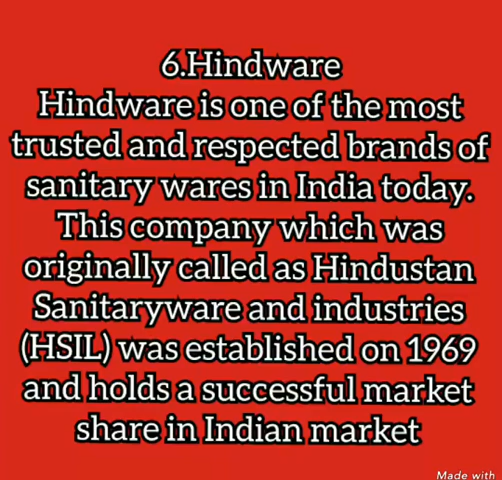 6.Hindware
Hindware is one of the most
trusted and respected brands of
sanitary wares in India today.
This company which was
originally called as Hindustan
Sanitaryware and industries
(HSIL) was established on 1969
and holds a successful market
share in Indian market
Made with